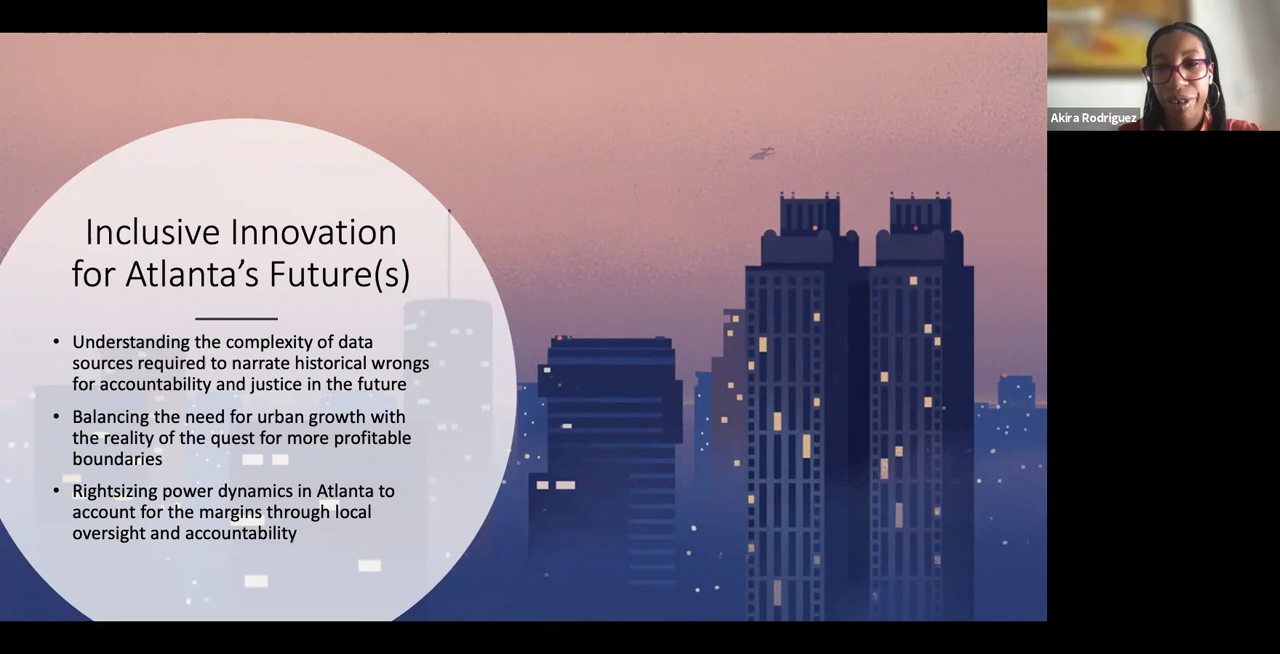 Inclusive Innovation
for Atlanta's Future(s)
• Understanding the complexity of data
sources required to narrate historical wrongs
for accountability and justice in the future
• Balancing the need for urban growth with
the reality of the quest for more profitable
boundaries
• Rightsizing power dynamics in Atlanta to
account for the margins through local
oversight and accountability
Akira Rodriguez